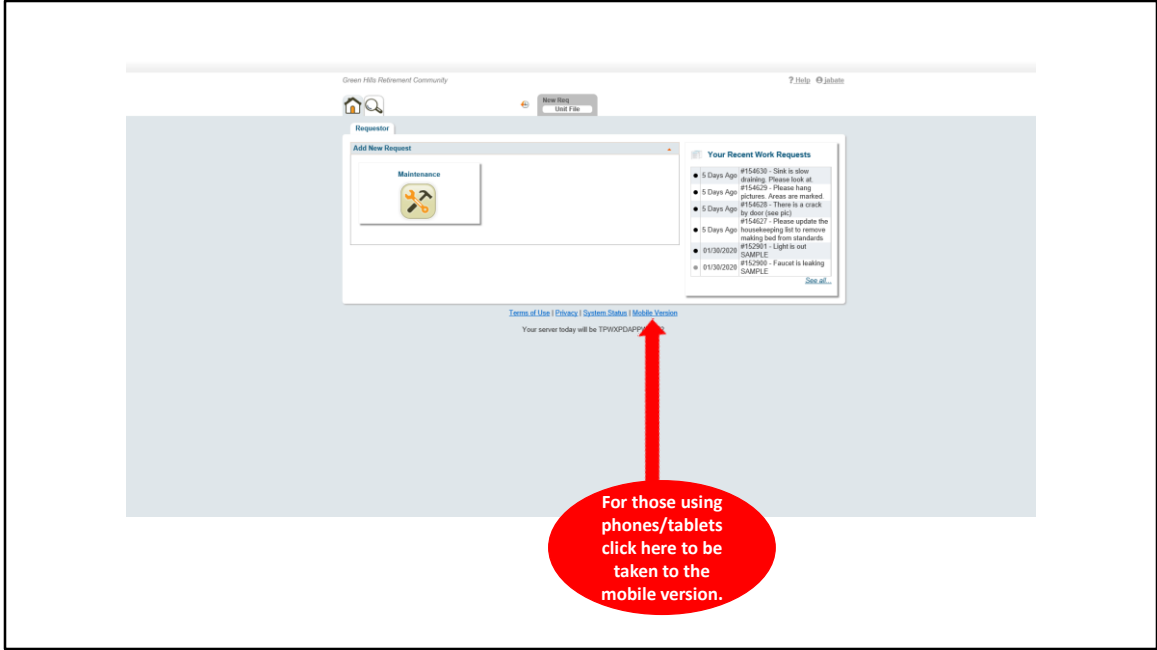 Green Hills Retirement Community
? Help jabate
New Req
Unit File
Requestor
Add New Request
Maintenance
Your Recent Work Requests
5 Days Ago #154630 - Sink is slow
draining. Please look at.
5 Days Ago #154629 - Please hang
pictures. Areas are marked.
5 Days Ago #154628 - There is a crack
by door (see pic)
5 Days Ago #154627 - Please update the
housekeeping list to remove
making bed from standards
01/30/2020 #152901 - Light is out
SAMPLE
01/30/2020 #152900 - Faucet is leaking
SAMPLE
See all...
Terms of Use | Privacy | System Status | Mobile Version
Your server today will be
For those using
phones/tablets
click here to be
taken to the
mobile version.